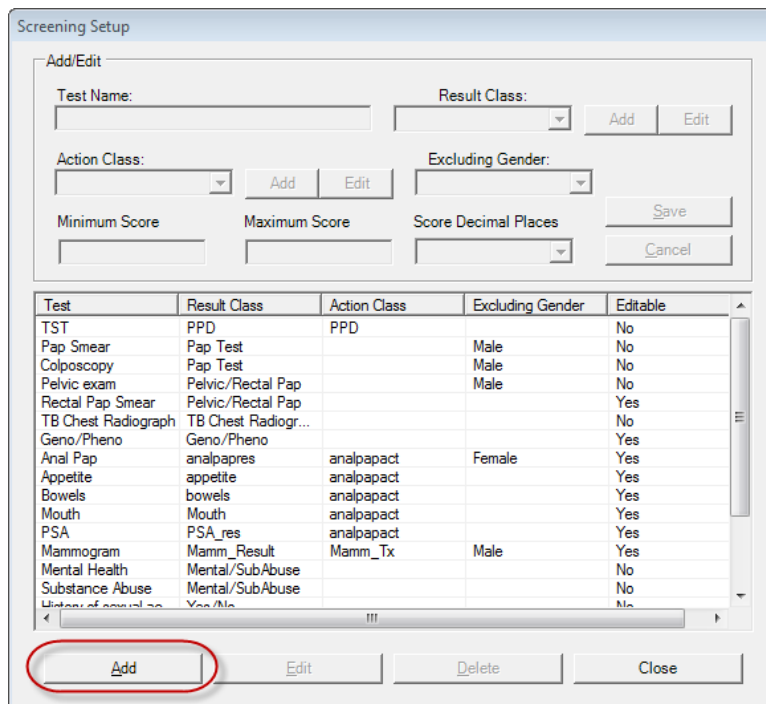 Screening Setup
Add/Edit
Test Name: Result Class:
Add Edit
Action Class: Excluding Gender:
Add Edit
Save
Minimum Score Maximum Score Score Decimal Places
Cancel
Test Result Class Action Class Excluding Gender Editable
TST PPD PPD No
Pap Smear Pap Test Male No
Colposcopy Pap Test Male No
Pelvic exam Pelvic/Rectal Pap Male No
Rectal Pap Smear Pelvic/Rectal Pap Yes
TB Chest Radiograph TB Chest Radiogr... No
Geno/Pheno Geno/Pheno Yes
Anal Pap analpapres analpapact Female Yes
Appetite appetite analpapact Yes
Bowels bowels analpapact Yes
Mouth Mouth analpapact Yes
PSA PSA_res analpapact Yes
Mammogram Mamm_Result Mamm_Tx Male Yes
Mental Health Mental/SubAbuse No
Substance Abuse Mental/SubAbuse No
History of sexual Yes/No No
Add Edit Delete Close